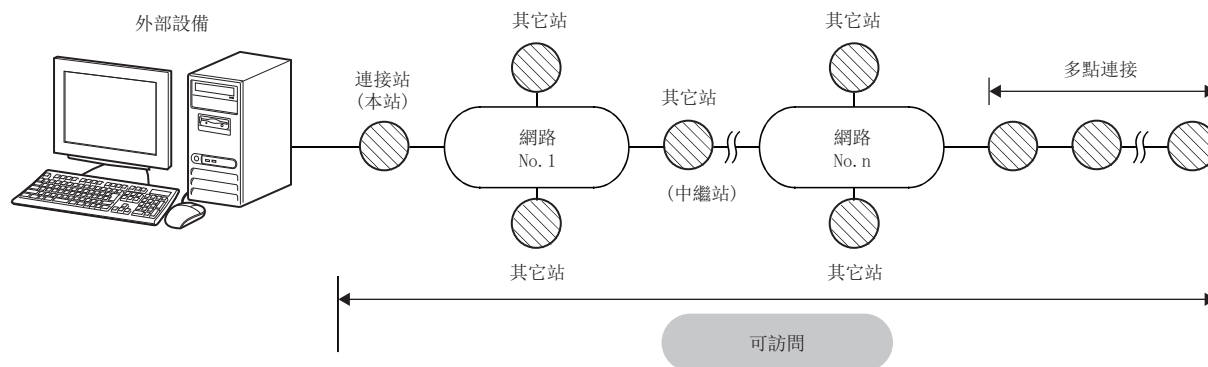 外部設備
其它站
其它站
多點連接
連接站
(本站)
其它站
網路
No.1
網路
No.n
(中繼站)
其它站
其它站
可訪問